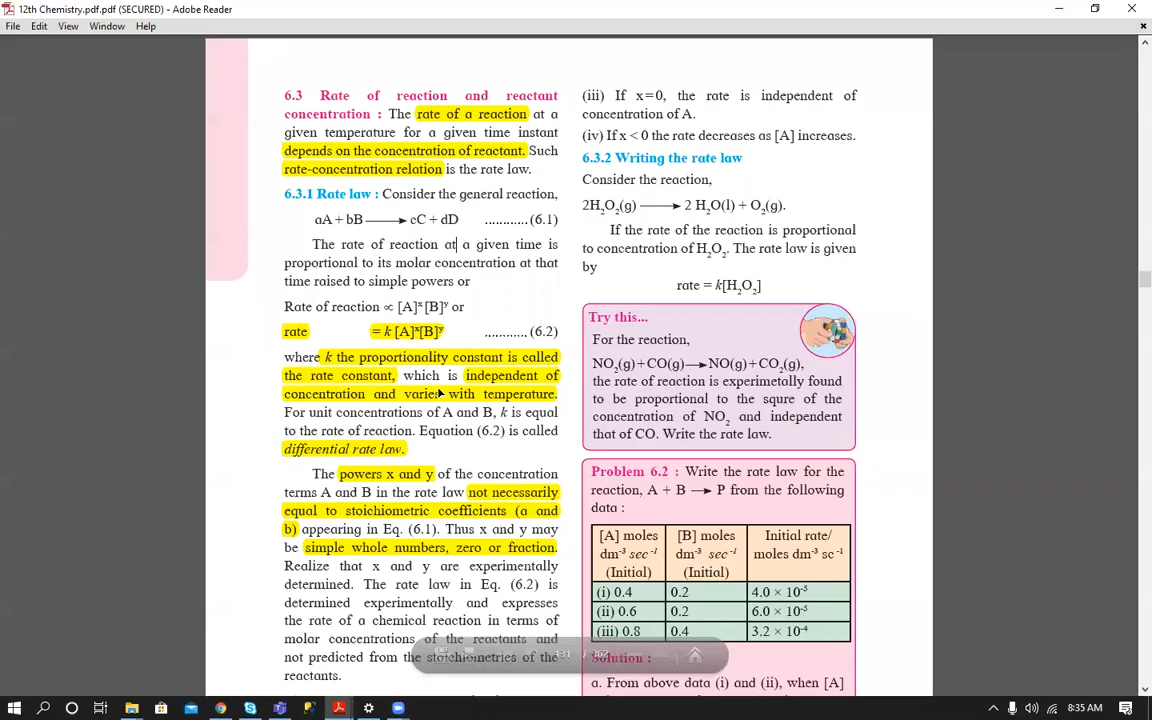 12th Chemistry.pdf.pdf (SECURED) - Adobe Reader
File Edit View Window Help
6.3 Rate of reaction and reactant
concentration : The rate of a reaction at a
given temperature for a given time instant
depends on the concentration of reactant. Such
rate-concentration relation is the rate law.
6.3.1 Rate law : Consider the general reaction,
aA + bB ⟶ cC + dD ............ (6.1)
The rate of reaction at a given time is
proportional to its molar concentration at that
time raised to simple powers or
Rate of reaction ∝ [A]ˣ [B]ʸ or
rate = k [A]ˣ[B]ʸ ............ (6.2)
where k the proportionality constant is called
the rate constant, which is independent of
concentration and varies with temperature.
For unit concentrations of A and B, k is equal
to the rate of reaction. Equation (6.2) is called
differential rate law.
The powers x and y of the concentration
terms A and B in the rate law not necessarily
equal to stoichiometric coefficients (a and
b) appearing in Eq. (6.1). Thus x and y may
be simple whole numbers, zero or fraction.
Realize that x and y are experimentally
determined. The rate law in Eq. (6.2) is
determined experimentally and expresses
the rate of a chemical reaction in terms of
molar concentrations of the reactants and
not predicted from the stoichiometries of the
reactants.
(iii) If x=0, the rate is independent of
concentration of A.
(iv) If x < 0 the rate decreases as [A] increases.
6.3.2 Writing the rate law
Consider the reaction,
2H₂O₂(g) ⟶ 2 H₂O(l) + O₂(g).
If the rate of the reaction is proportional
to concentration of H₂O₂. The rate law is given
by
rate = k[H₂O₂]
Try this...
For the reaction,
NO₂(g)+CO(g)⟶NO(g)+CO₂(g),
the rate of reaction is experimetally found
to be proportional to the squre of the
concentration of NO₂ and independent
that of CO. Write the rate law.
Problem 6.2 : Write the rate law for the
reaction, A + B ⟶ P from the following
data :
[A] moles [B] moles Initial rate/
dm⁻³ sec⁻¹ dm⁻³ sec⁻¹ moles dm⁻³ sc⁻¹
(Initial) (Initial)
(i) 0.4 0.2 4.0 × 10⁻⁵
(ii) 0.6 0.2 6.0 × 10⁻⁵
(iii) 0.8 0.4 3.2 × 10⁻⁴
Solution :
a. From above data (i) and (ii), when [A]
131 / 362
8:35 AM